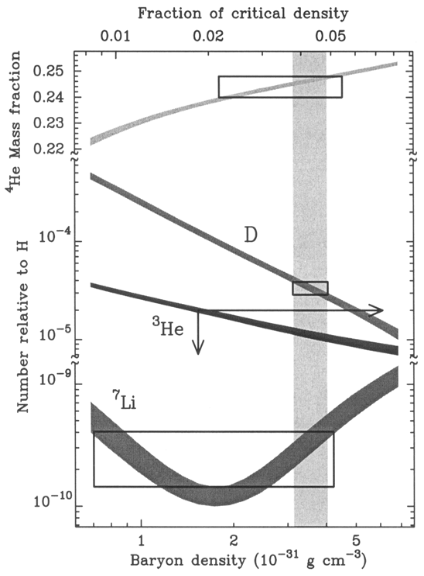 Fraction of critical density
0.01 0.02 0.05
⁴He Mass fraction
0.25
0.24
0.23
0.22
Number relative to H
10⁻⁴
D
³He
10⁻⁵
10⁻⁹
⁷Li
10⁻¹⁰
1 2 5
Baryon density (10⁻³¹ g cm⁻³)